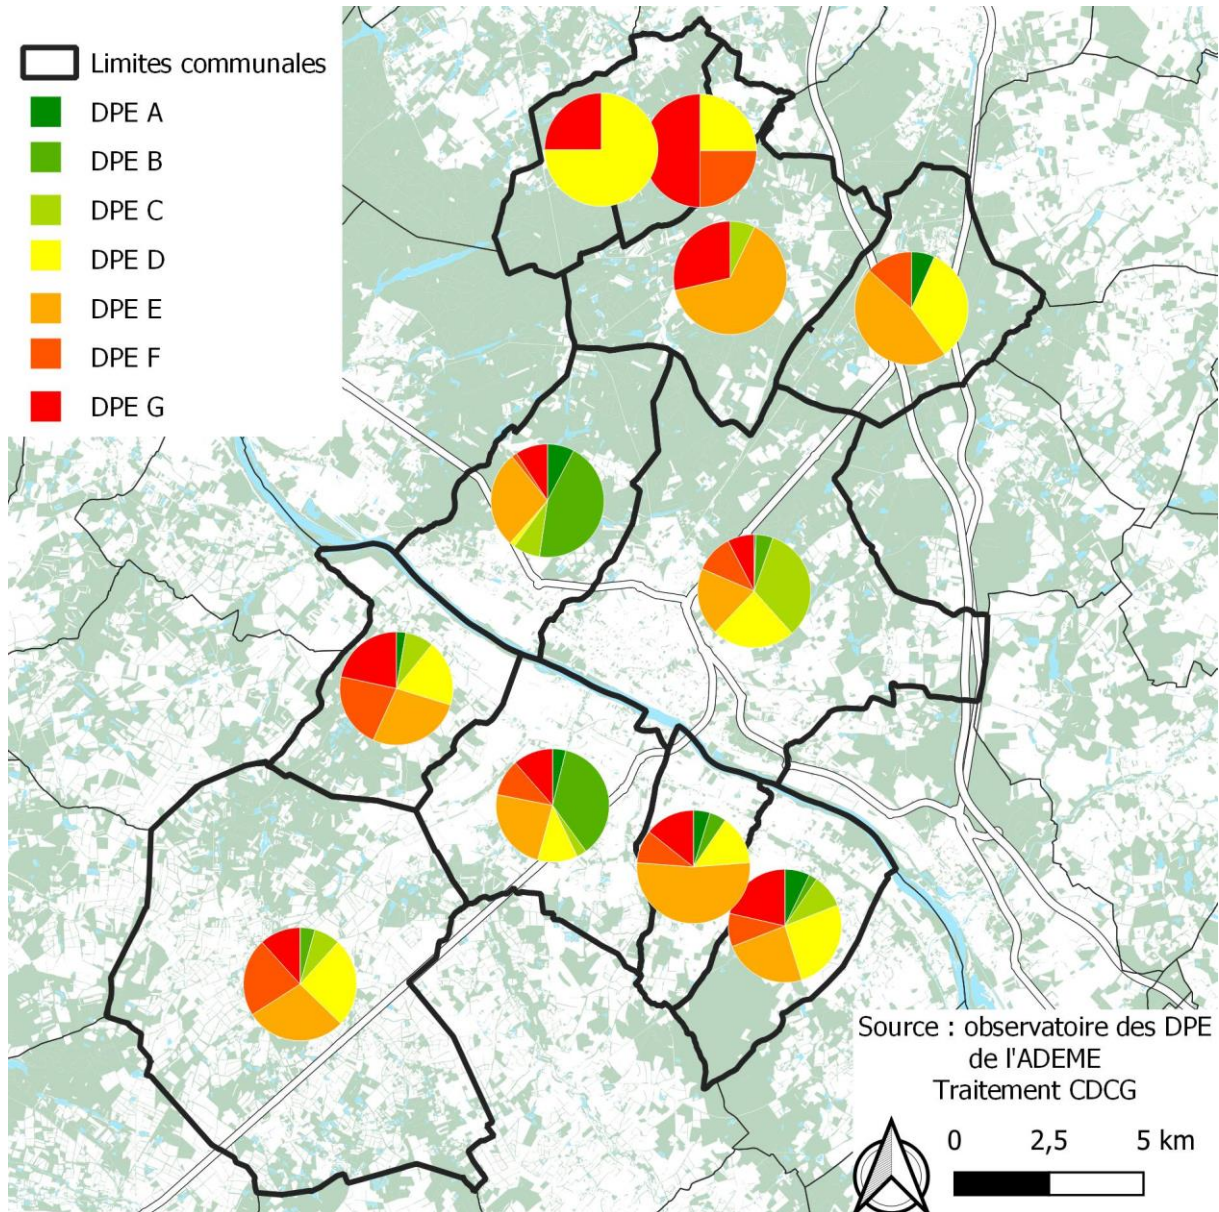 Limites communales
DPE A
DPE B
DPE C
DPE D
DPE E
DPE F
DPE G
Source : observatoire des DPE
de l'ADEME
Traitement CDCG
0 2,5 5 km